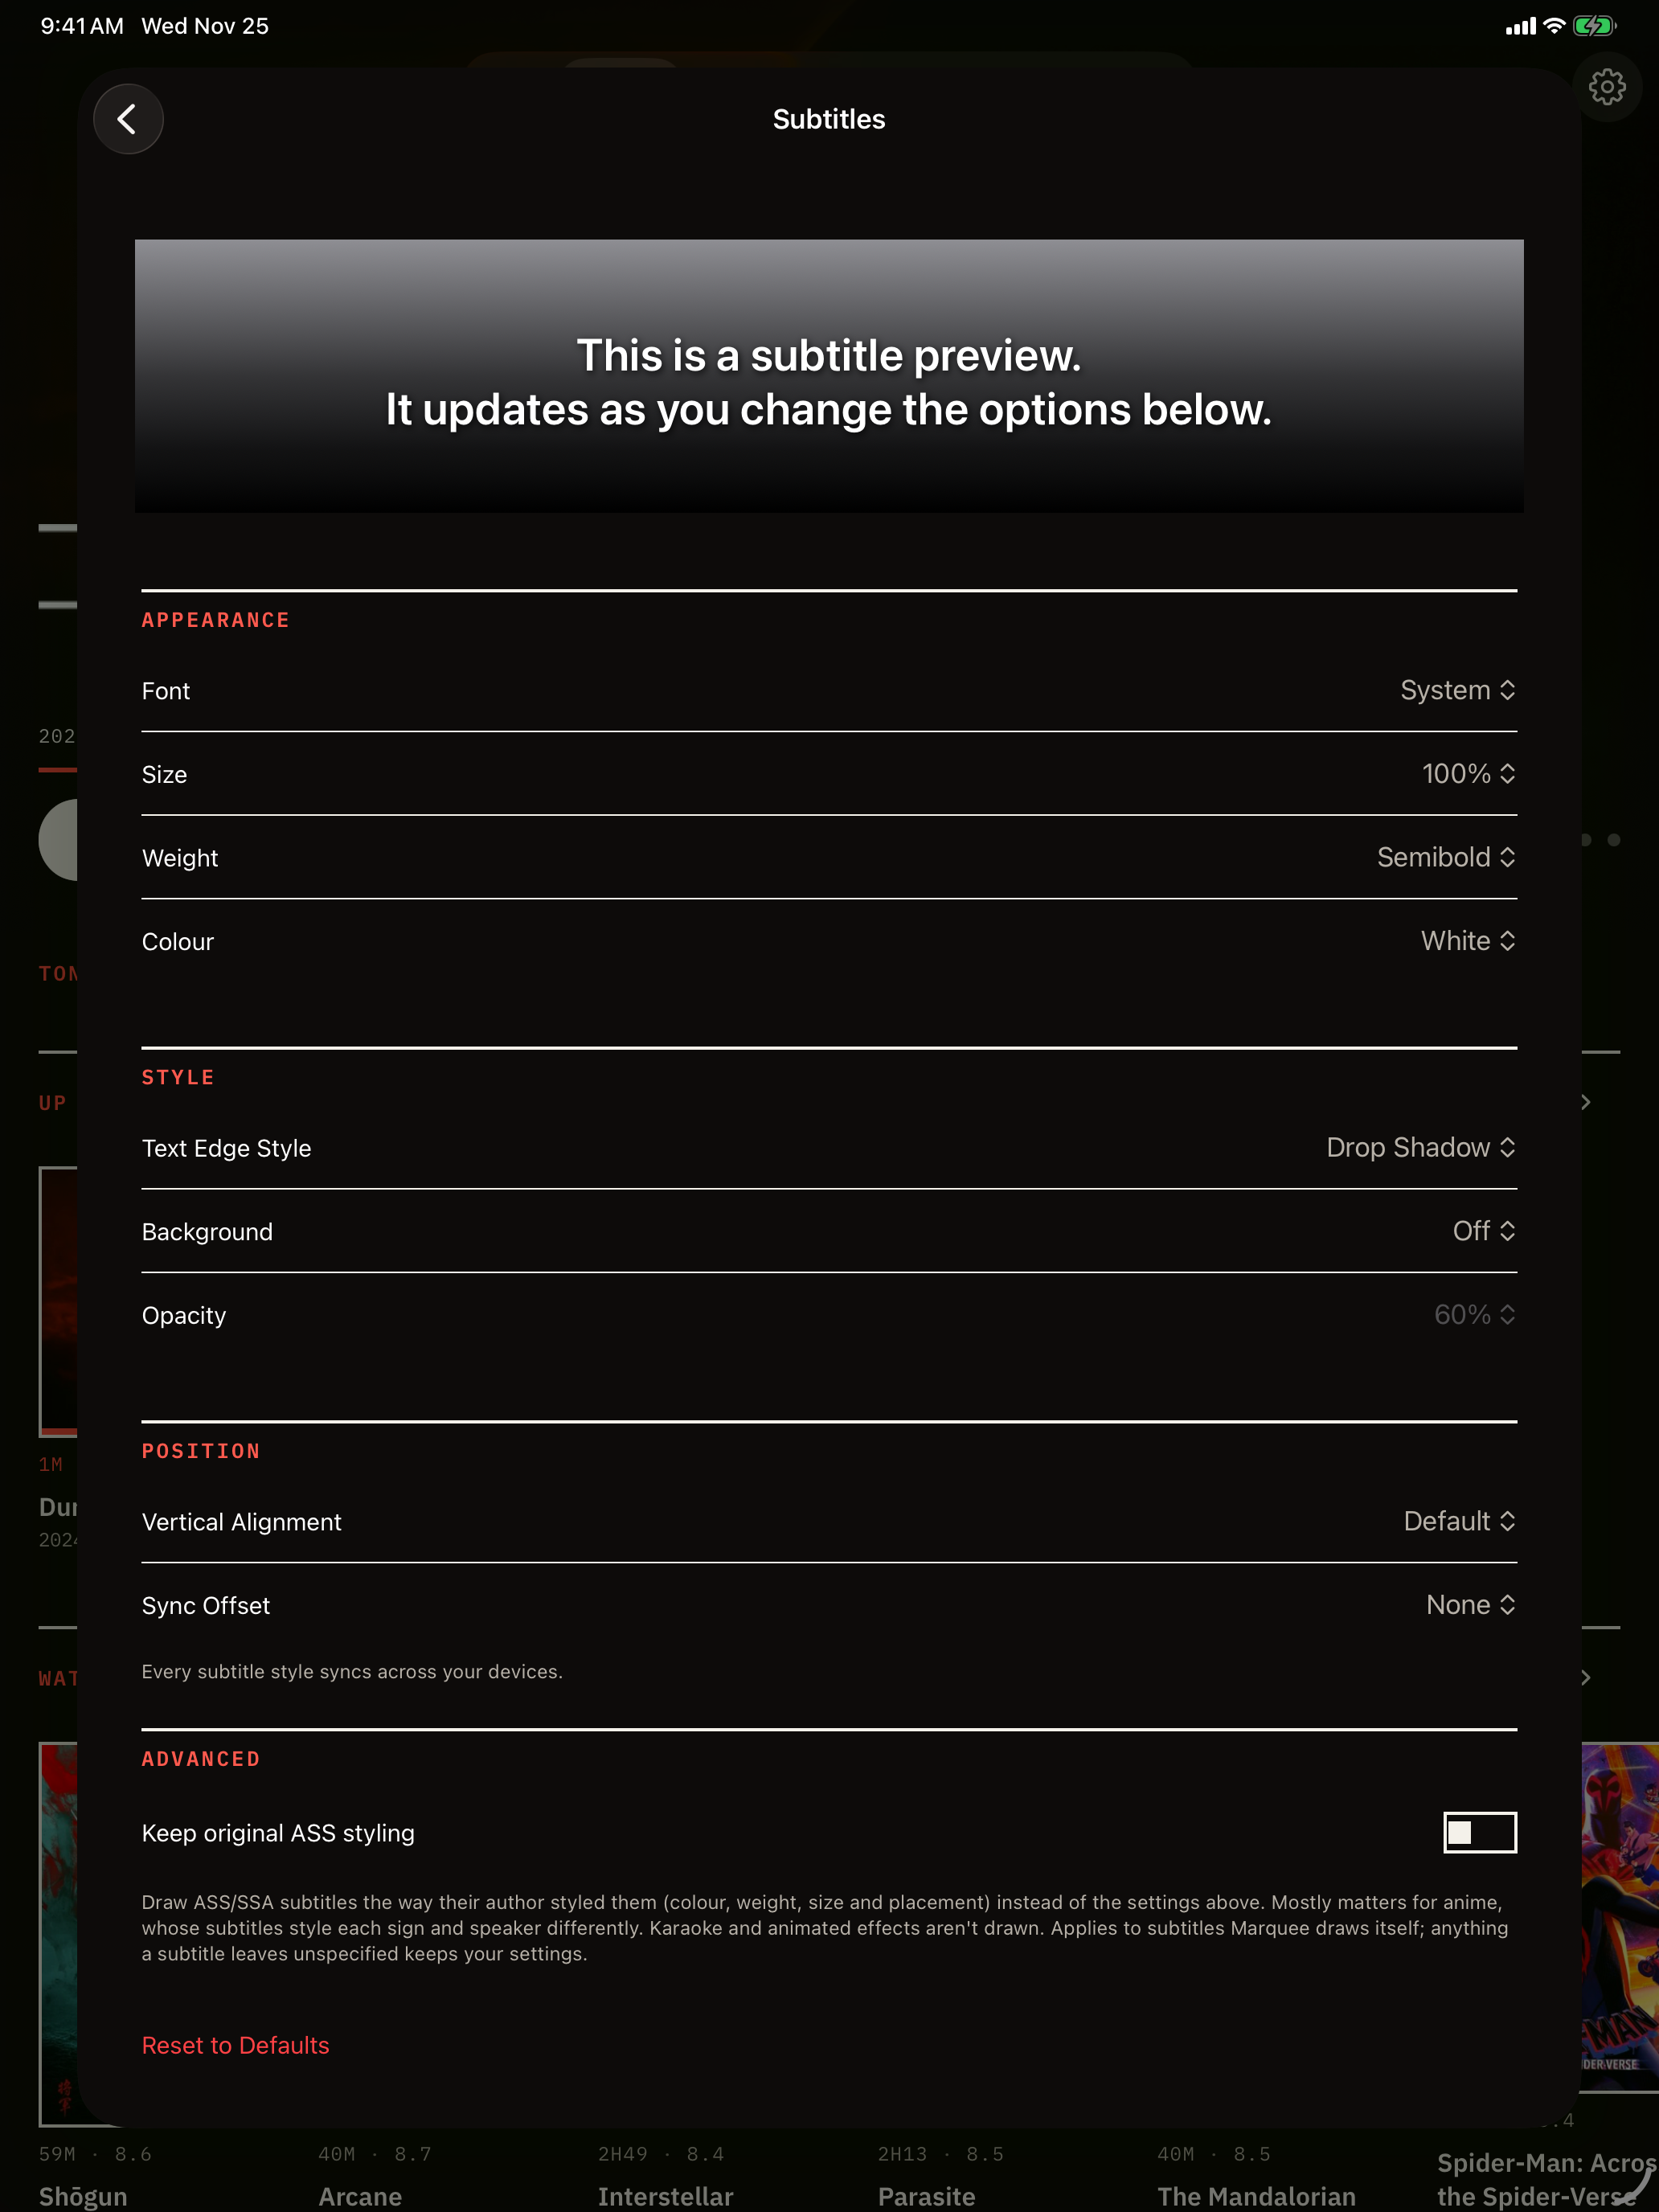 9:41 AM Wed Nov 25
Subtitles
This is a subtitle preview.
It updates as you change the options below.
APPEARANCE
Font System
Size 100%
Weight Semibold
Colour White
STYLE
Text Edge Style Drop Shadow
Background Off
Opacity 60%
POSITION
Vertical Alignment Default
Sync Offset None
Every subtitle style syncs across your devices.
ADVANCED
Keep original ASS styling
Draw ASS/SSA subtitles the way their author styled them (colour, weight, size and placement) instead of the settings above. Mostly matters for anime,
whose subtitles style each sign and speaker differently. Karaoke and animated effects aren't drawn. Applies to subtitles Marquee draws itself; anything
a subtitle leaves unspecified keeps your settings.
Reset to Defaults
UP
1M
2024
将軍
59M · 8.6
40M · 8.7
2H49 · 8.4
2H13 · 8.5
40M · 8.5
Shōgun
Arcane
Interstellar
Parasite
The Mandalorian
Spider-Man: Acros
the Spider-Verse